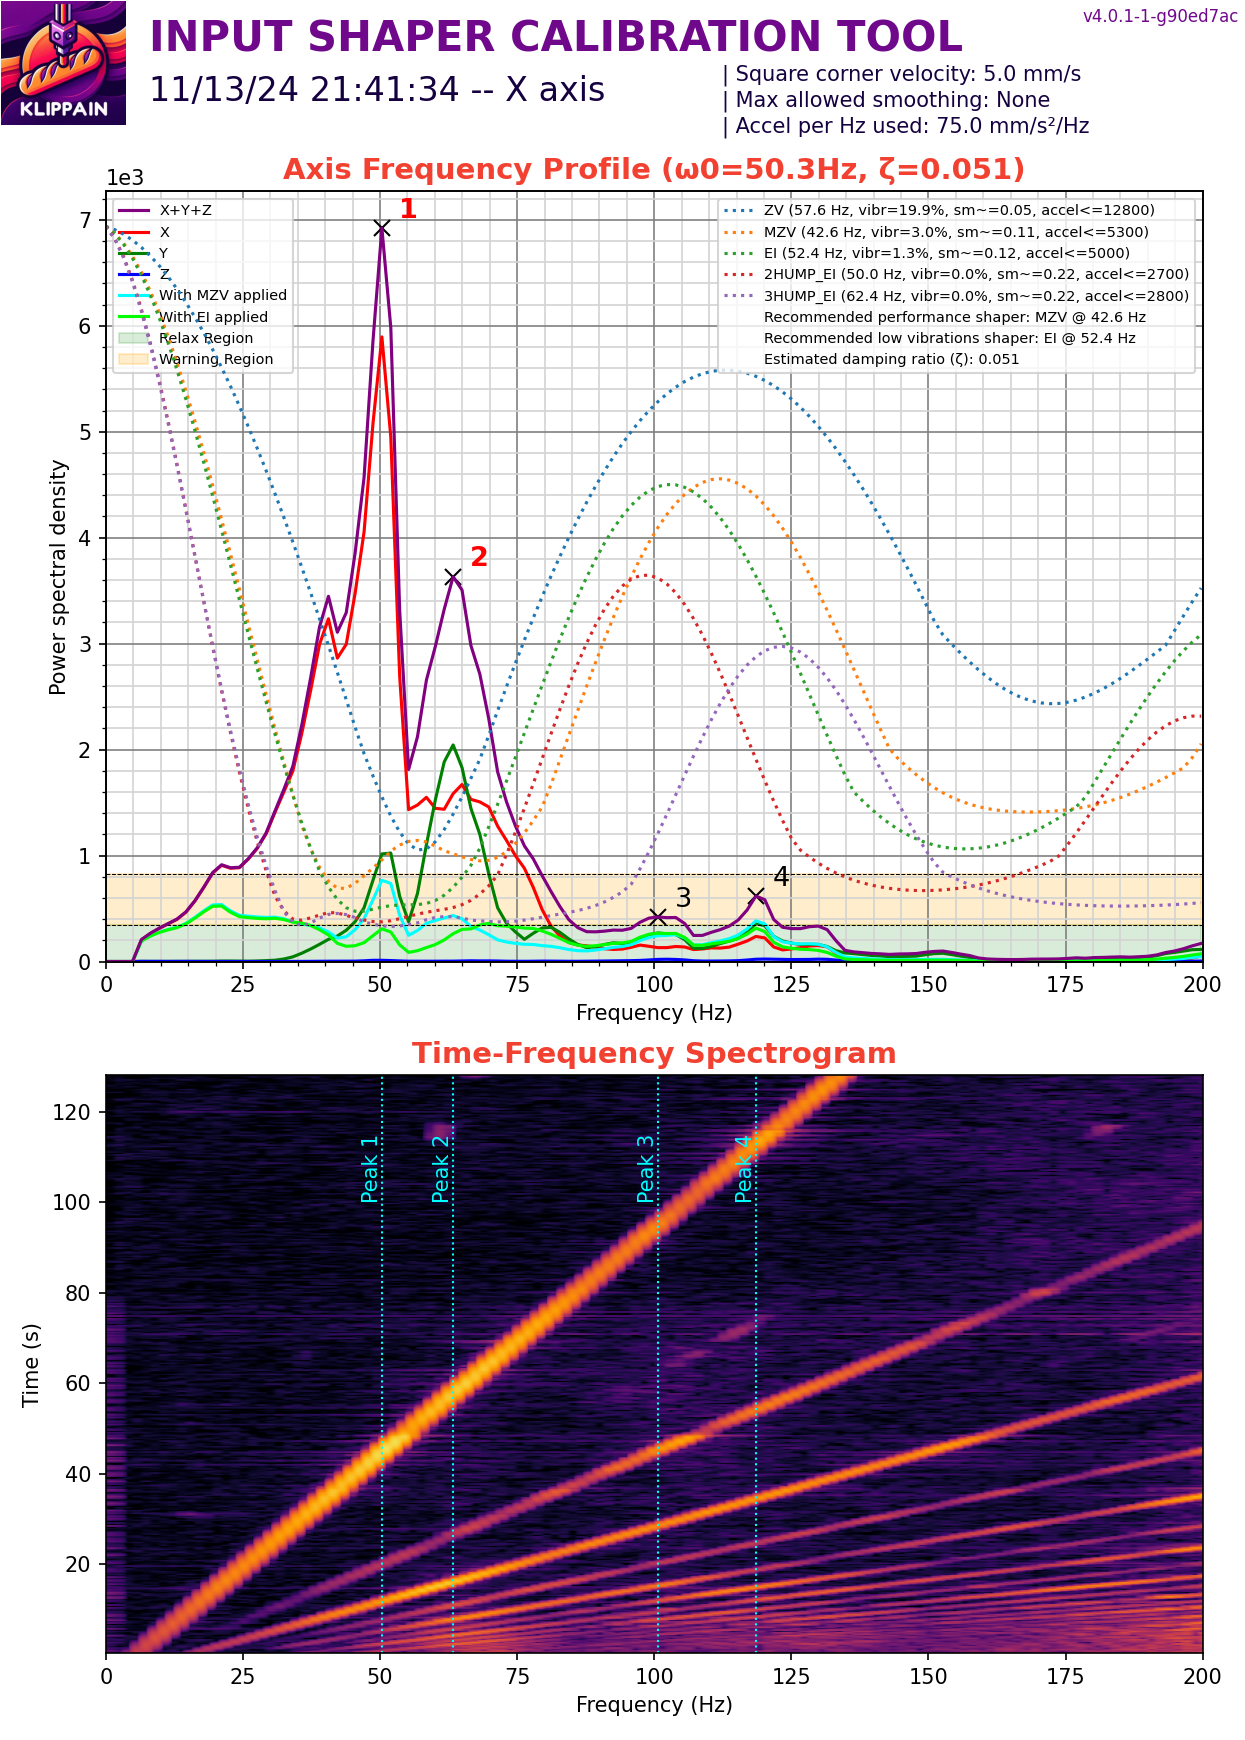 v4.0.1-1-g90ed7ac
INPUT SHAPER CALIBRATION TOOL
11/13/24 21:41:34 -- X axis
| Square corner velocity: 5.0 mm/s
| Max allowed smoothing: None
| Accel per Hz used: 75.0 mm/s²/Hz
KLIPPAIN
Axis Frequency Profile (ω0=50.3Hz, ζ=0.051)
1e3
X+Y+Z
X
Y
Z
With MZV applied
With EI applied
Relax Region
Warning Region
ZV (57.6 Hz, vibr=19.9%, sm~=0.05, accel<=12800)
MZV (42.6 Hz, vibr=3.0%, sm~=0.11, accel<=5300)
EI (52.4 Hz, vibr=1.3%, sm~=0.12, accel<=5000)
2HUMP_EI (50.0 Hz, vibr=0.0%, sm~=0.22, accel<=2700)
3HUMP_EI (62.4 Hz, vibr=0.0%, sm~=0.22, accel<=2800)
Recommended performance shaper: MZV @ 42.6 Hz
Recommended low vibrations shaper: EI @ 52.4 Hz
Estimated damping ratio (ζ): 0.051
1
2
3
4
7
6
5
4
3
2
1
0
Power spectral density
0 25 50 75 100 125 150 175 200
Frequency (Hz)
Time-Frequency Spectrogram
Peak 1
Peak 2
Peak 3
Peak 4
120
100
80
60
40
20
Time (s)
0 25 50 75 100 125 150 175 200
Frequency (Hz)